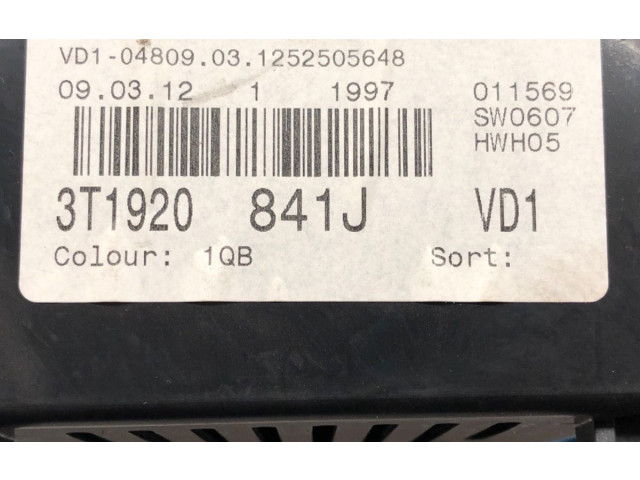 VD1-04809.03.1252505648
09.03.12 1 1997 011569
SW0607
HWH05
3T1920 841J VD1
Colour: 1QB Sort: